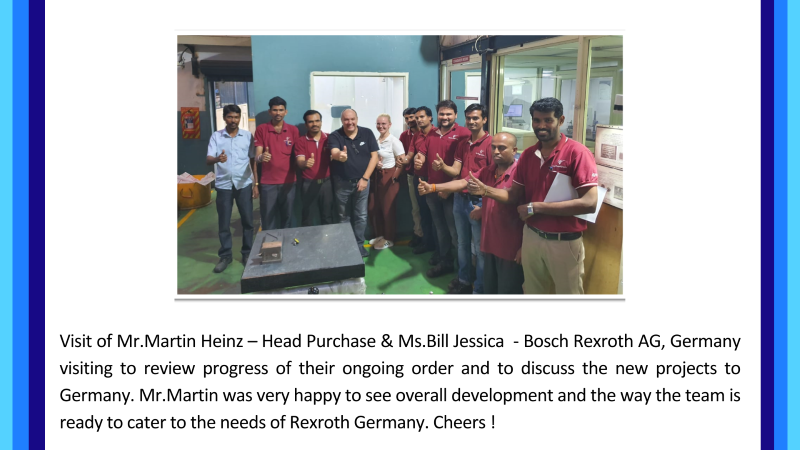 Visit of Mr.Martin Heinz – Head Purchase & Ms.Bill Jessica - Bosch Rexroth AG, Germany
visiting to review progress of their ongoing order and to discuss the new projects to
Germany. Mr.Martin was very happy to see overall development and the way the team is
ready to cater to the needs of Rexroth Germany. Cheers !